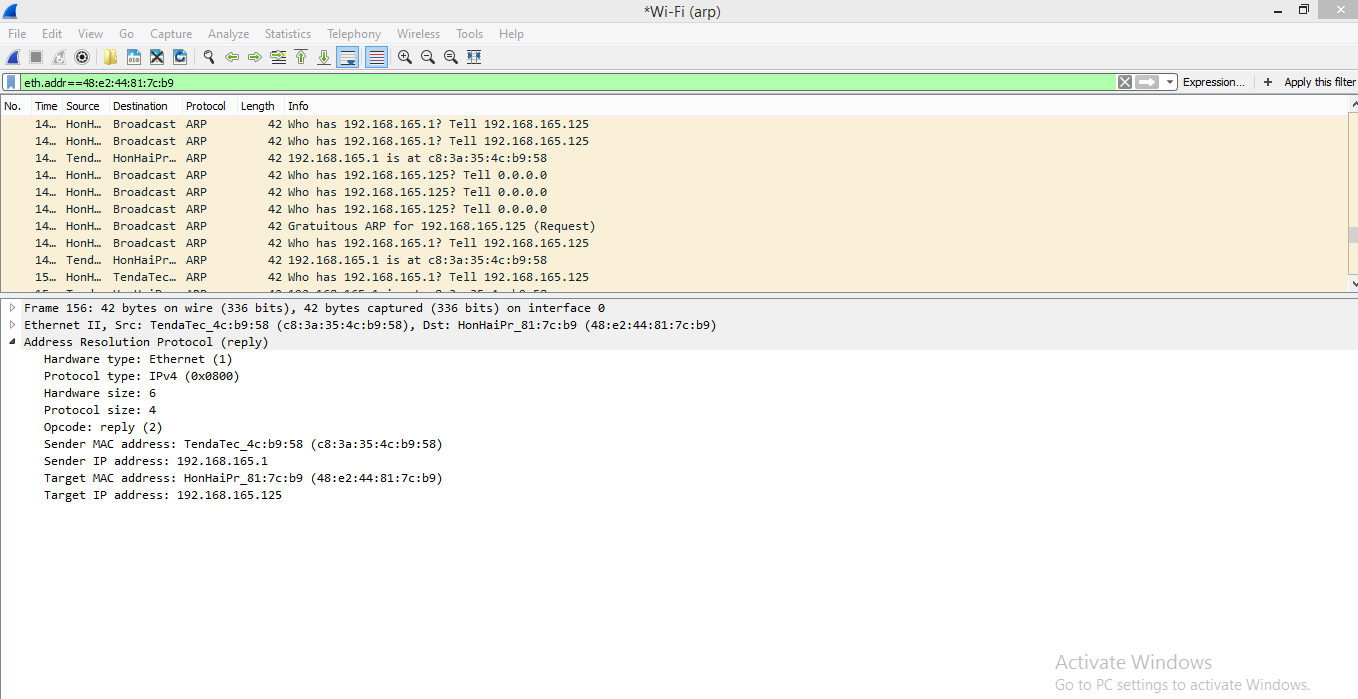 *Wi-Fi (arp)
File Edit View Go Capture Analyze Statistics Telephony Wireless Tools Help
eth.addr==48:e2:44:81:7c:b9 Expression... + Apply this filter
No. Time Source Destination Protocol Length Info
14… HonH… Broadcast ARP 42 Who has 192.168.165.1? Tell 192.168.165.125
14… HonH… Broadcast ARP 42 Who has 192.168.165.1? Tell 192.168.165.125
14… Tend… HonHaiPr… ARP 42 192.168.165.1 is at c8:3a:35:4c:b9:58
14… HonH… Broadcast ARP 42 Who has 192.168.165.125? Tell 0.0.0.0
14… HonH… Broadcast ARP 42 Who has 192.168.165.125? Tell 0.0.0.0
14… HonH… Broadcast ARP 42 Who has 192.168.165.125? Tell 0.0.0.0
14… HonH… Broadcast ARP 42 Gratuitous ARP for 192.168.165.125 (Request)
14… HonH… Broadcast ARP 42 Who has 192.168.165.1? Tell 192.168.165.125
14… Tend… HonHaiPr… ARP 42 192.168.165.1 is at c8:3a:35:4c:b9:58
15… HonH… TendaTec… ARP 42 Who has 192.168.165.1? Tell 192.168.165.125
Frame 156: 42 bytes on wire (336 bits), 42 bytes captured (336 bits) on interface 0
Ethernet II, Src: TendaTec_4c:b9:58 (c8:3a:35:4c:b9:58), Dst: HonHaiPr_81:7c:b9 (48:e2:44:81:7c:b9)
Address Resolution Protocol (reply)
Hardware type: Ethernet (1)
Protocol type: IPv4 (0x0800)
Hardware size: 6
Protocol size: 4
Opcode: reply (2)
Sender MAC address: TendaTec_4c:b9:58 (c8:3a:35:4c:b9:58)
Sender IP address: 192.168.165.1
Target MAC address: HonHaiPr_81:7c:b9 (48:e2:44:81:7c:b9)
Target IP address: 192.168.165.125
Activate Windows
Go to PC settings to activate Windows.